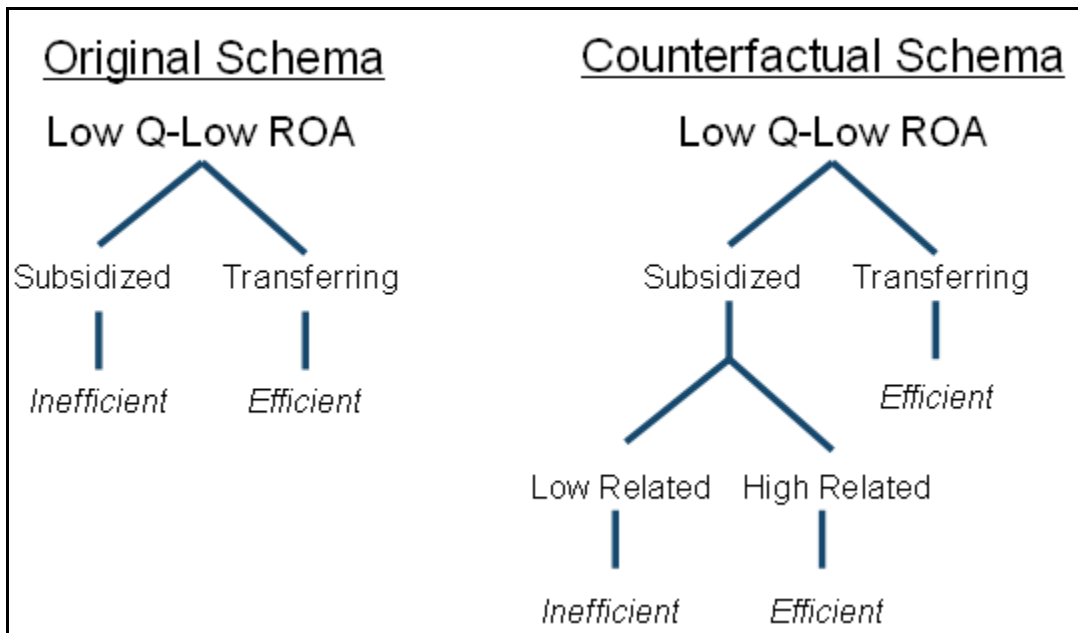 Original Schema
Low Q-Low ROA
Subsidized Transferring
Inefficient Efficient
Counterfactual Schema
Low Q-Low ROA
Subsidized Transferring
Efficient
Low Related High Related
Inefficient Efficient